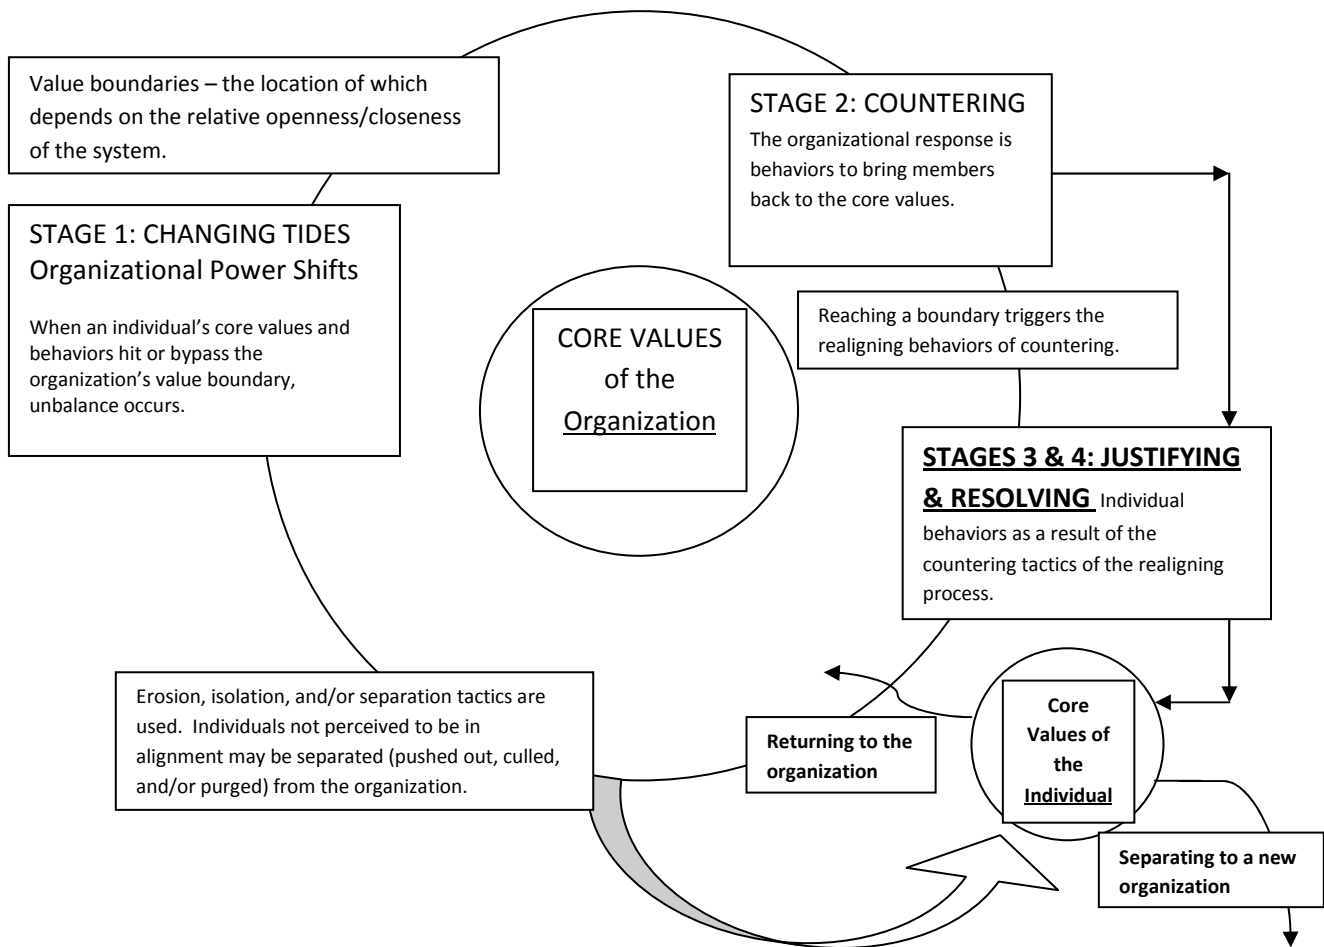 Value boundaries – the location of which
depends on the relative openness/closeness
of the system.
STAGE 1: CHANGING TIDES
Organizational Power Shifts
When an individual’s core values and
behaviors hit or bypass the
organization’s value boundary,
unbalance occurs.
STAGE 2: COUNTERING
The organizational response is
behaviors to bring members
back to the core values.
Reaching a boundary triggers the
realigning behaviors of countering.
CORE VALUES
of the
Organization
STAGES 3 & 4: JUSTIFYING
& RESOLVING Individual
behaviors as a result of the
countering tactics of the realigning
process.
Erosion, isolation, and/or separation tactics are
used.  Individuals not perceived to be in
alignment may be separated (pushed out, culled,
and/or purged) from the organization.
Returning to the
organization
Core
Values of
the
Individual
Separating to a new
organization